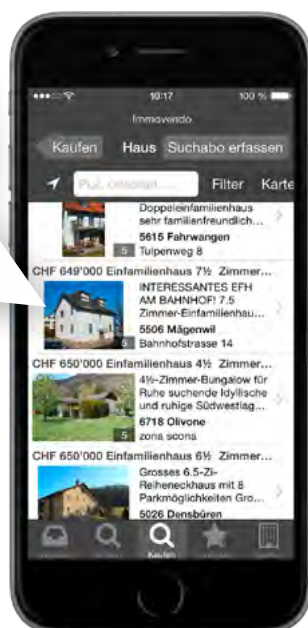 10:17 100 %
Immovendo
Kaufen Haus Suchabo erfassen
Filter Karte
Doppeleinfamilienhaus
sehr familienfreundlich...
5615 Fahrwangen
5 Tulpenweg 8
CHF 649'000 Einfamilienhaus 7½ Zimmer...
INTERESSANTES EFH
AM BAHNHOF! 7.5
Zimmer-Einfamilienhau...
5506 Mägenwil
Bahnhofstrasse 14
CHF 650'000 Einfamilienhaus 4½ Zimmer...
4½-Zimmer-Bungalow für
Ruhe suchende Idyllische
und ruhige Südwestlag...
6718 Olivone
5 zona scona
CHF 650'000 Einfamilienhaus 6½ Zimmer...
Grosses 6.5-Zi-
Reiheneckhaus mit 8
Parkmöglichkeiten Gro...
5026 Densbüren
Kaufen